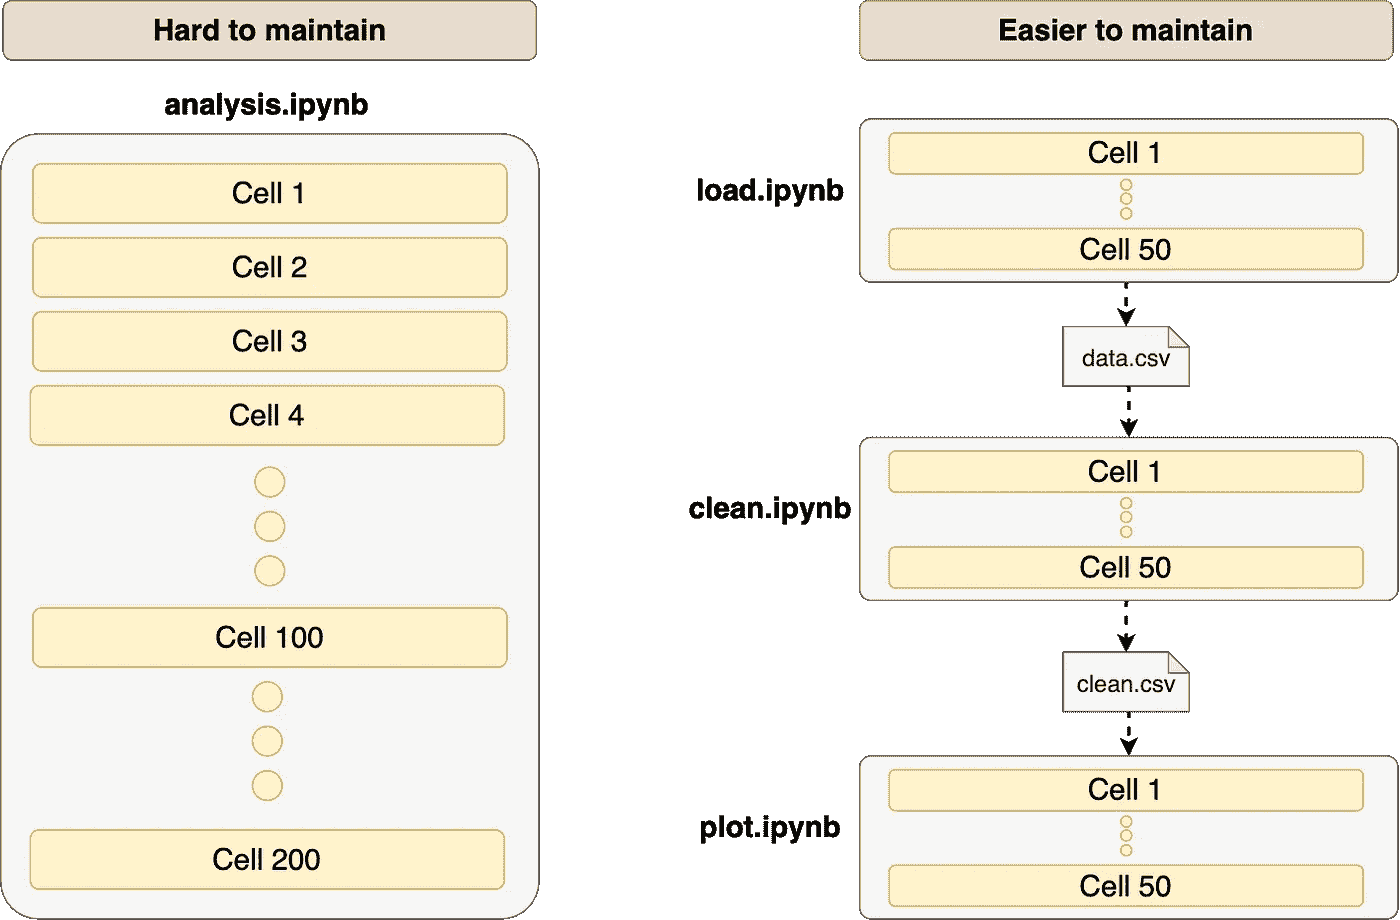 Hard to maintain
analysis.ipynb
Cell 1
Cell 2
Cell 3
Cell 4
Cell 100
Cell 200
Easier to maintain
load.ipynb
Cell 1
Cell 50
data.csv
clean.ipynb
Cell 1
Cell 50
clean.csv
plot.ipynb
Cell 1
Cell 50